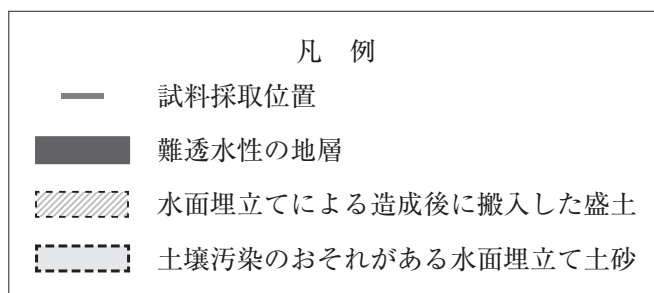 凡 例
試料採取位置
難透水性の地層
水面埋立てによる造成後に搬入した盛土
土壌汚染のおそれがある水面埋立て土砂